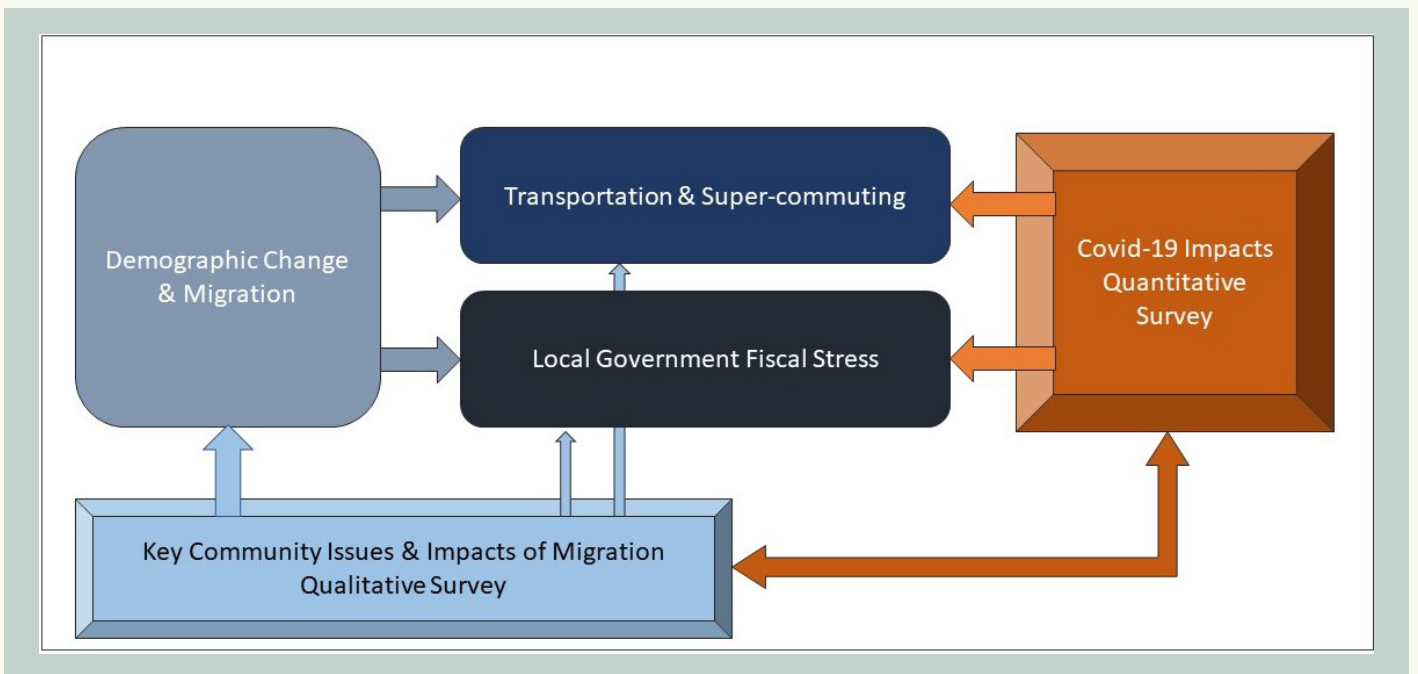 Demographic Change
& Migration
Transportation & Super-commuting
Local Government Fiscal Stress
Covid-19 Impacts
Quantitative
Survey
Key Community Issues & Impacts of Migration
Qualitative Survey